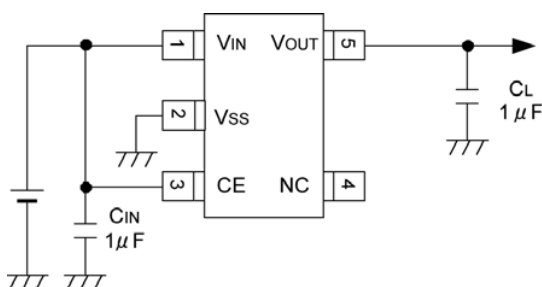 1 VIN VOUT 5
2 VSS
3 CE NC 4
CIN
1μF
CL
1μF